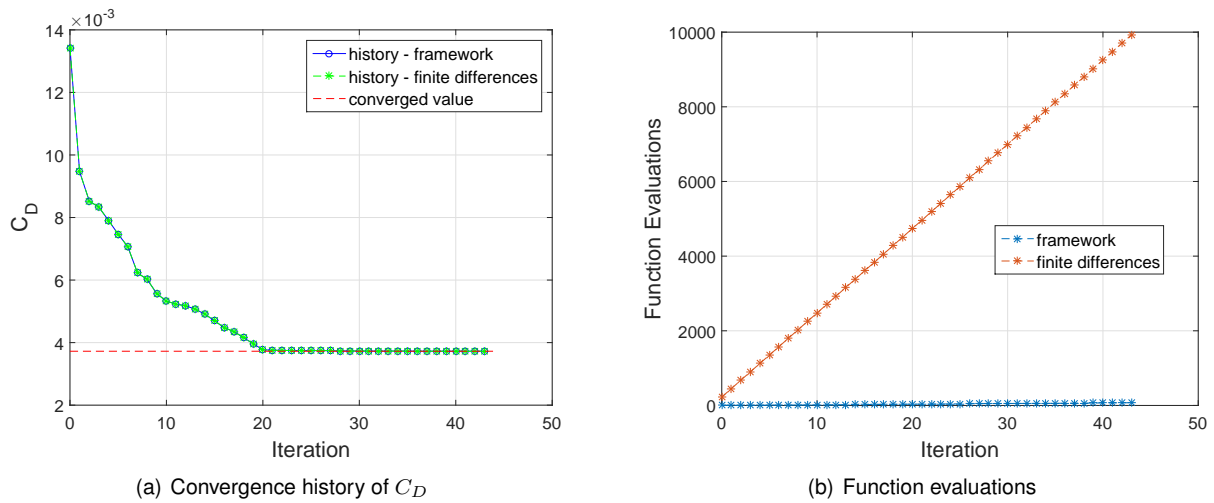 ×10⁻³
14
12
10
8
6
4
2
C_D
0
10
20
30
40
50
Iteration
history - framework
history - finite differences
converged value
(a) Convergence history of C_D
10000
8000
6000
4000
2000
0
Function Evaluations
0
10
20
30
40
50
Iteration
framework
finite differences
(b) Function evaluations